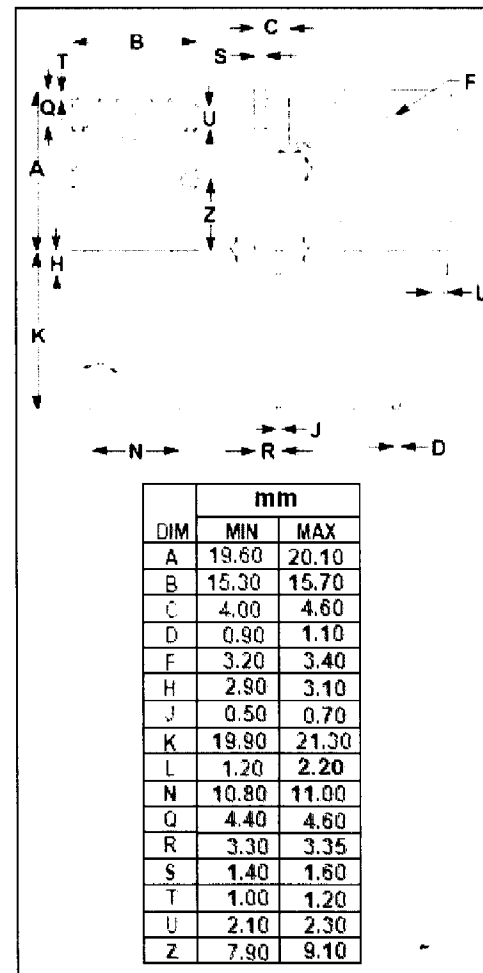 C
B
S
T
F
Q
U
A
Z
H
L
K
J
N
R
D
mm
DIM MIN MAX
A 19.60 20.10
B 15.30 15.70
C 4.00 4.60
D 0.90 1.10
F 3.20 3.40
H 2.90 3.10
J 0.50 0.70
K 19.90 21.30
L 1.20 2.20
N 10.80 11.00
Q 4.40 4.60
R 3.30 3.35
S 1.40 1.60
T 1.00 1.20
U 2.10 2.30
Z 7.90 9.10